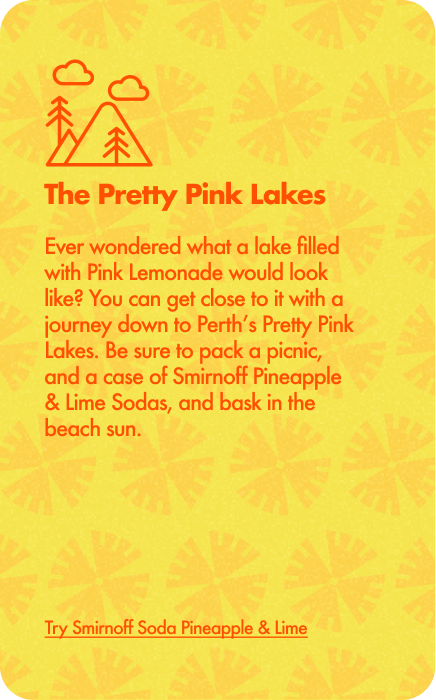 The Pretty Pink Lakes
Ever wondered what a lake filled
with Pink Lemonade would look
like? You can get close to it with a
journey down to Perth’s Pretty Pink
Lakes. Be sure to pack a picnic,
and a case of Smirnoff Pineapple
& Lime Sodas, and bask in the
beach sun.
Try Smirnoff Soda Pineapple & Lime